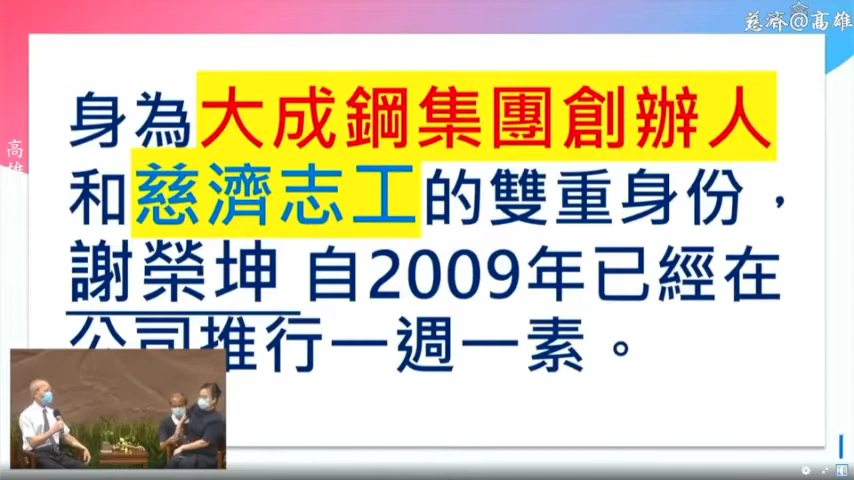 慈濟@高雄
高雄
身為大成鋼集團創辦人
和慈濟志工的雙重身份，
謝榮坤 自2009年已經在
公司推行一週一素。